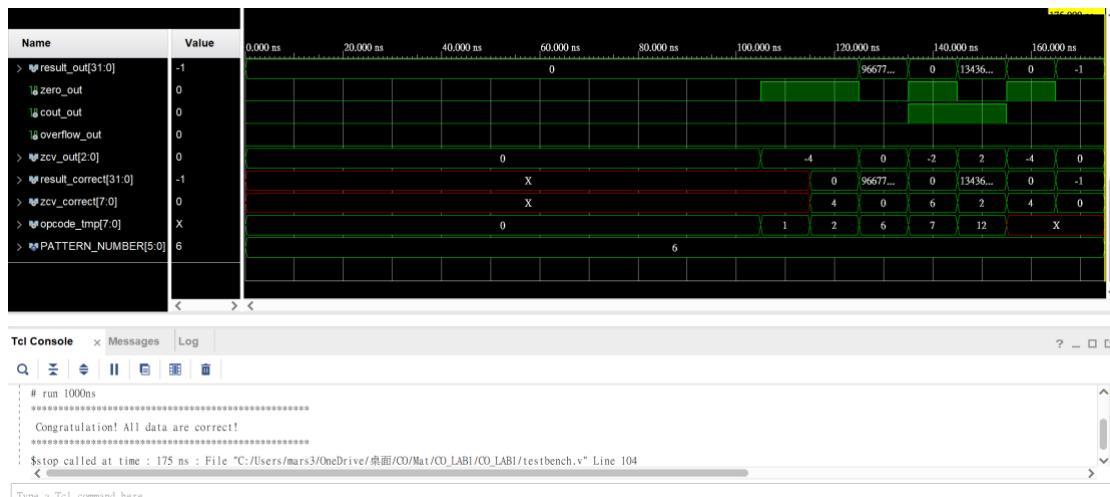 175.000 ns
Name Value 0.000 ns 20.000 ns 40.000 ns 60.000 ns 80.000 ns 100.000 ns 120.000 ns 140.000 ns 160.000 ns
> result_out[31:0] -1 0 96677... 0 13436... 0 -1
zero_out 0
cout_out 0
overflow_out 0
> zcv_out[2:0] 0 0 -4 0 -2 2 -4 0
> result_correct[31:0] -1 X 0 96677... 0 13436... 0 -1
> zcv_correct[7:0] 0 X 4 0 6 2 4 0
> opcode_tmp[7:0] X 0 1 2 6 7 12 X
> PATTERN_NUMBER[5:0] 6 6
Tcl Console × Messages Log
# run 1000ns
***************************************************
Congratulation! All data are correct!
***************************************************
$stop called at time : 175 ns : File "C:/Users/mars3/OneDrive/桌面/CO/Mat/CO_LAB1/CO_LAB1/testbench.v" Line 104
Type a Tcl command here